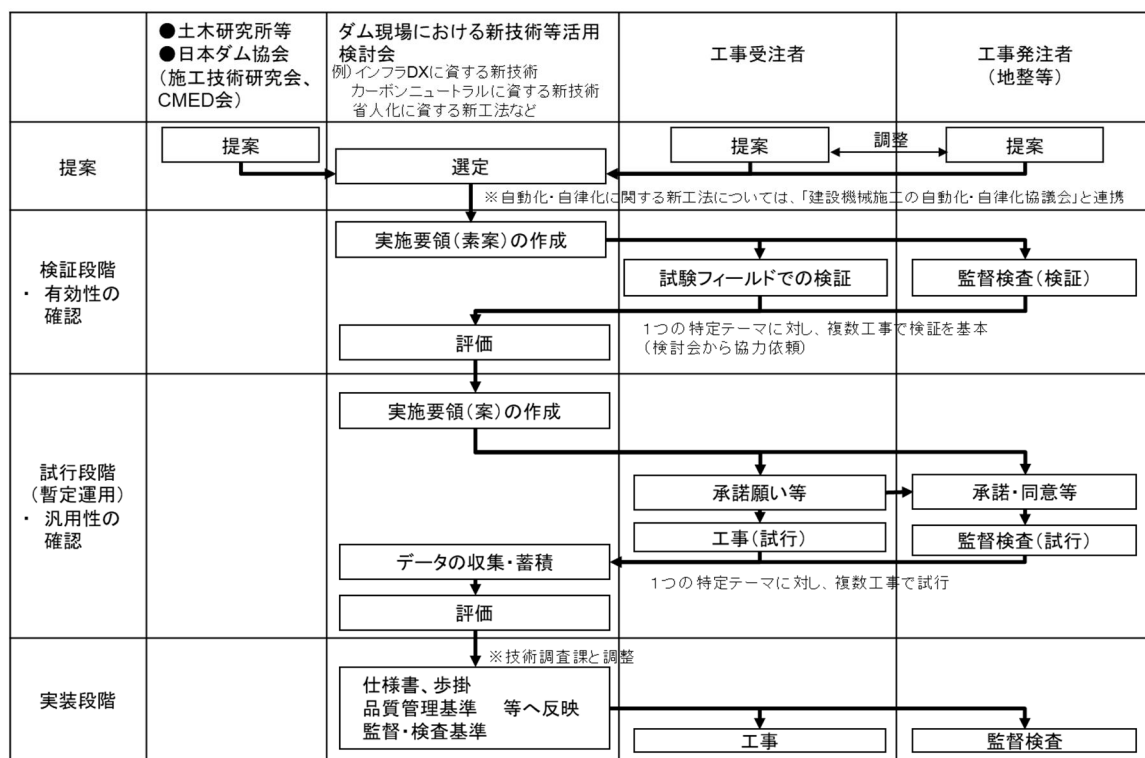 ●土木研究所等
●日本ダム協会
（施工技術研究会、
CMED会）
ダム現場における新技術等活用
検討会
例）インフラDXに資する新技術
カーボンニュートラルに資する新技術
省人化に資する新工法など
工事受注者
工事発注者
（地整等）
提案
提案
選定
提案
調整
提案
※自動化・自律化に関する新工法については、「建設機械施工の自動化・自律化協議会」と連携
検証段階
・ 有効性の
確認
実施要領（素案）の作成
試験フィールドでの検証
監督検査（検証）
1つの特定テーマに対し、複数工事で検証を基本
（検討会から協力依頼）
評価
試行段階
（暫定運用）
・ 汎用性の
確認
実施要領（案）の作成
承諾願い等
承諾・同意等
工事（試行）
監督検査（試行）
データの収集・蓄積
1つの特定テーマに対し、複数工事で試行
評価
※技術調査課と調整
実装段階
仕様書、歩掛
品質管理基準 等へ反映
監督・検査基準
工事
監督検査